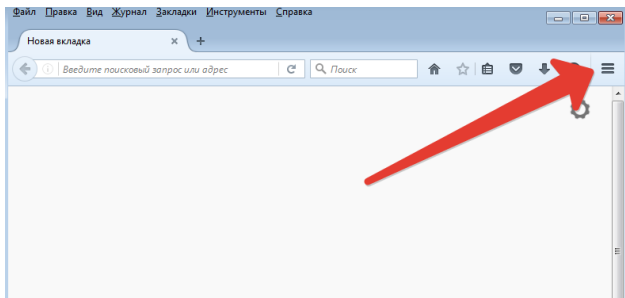 Файл Правка Вид Журнал Закладки Инструменты Справка
Новая вкладка
Введите поисковый запрос или адрес
Поиск